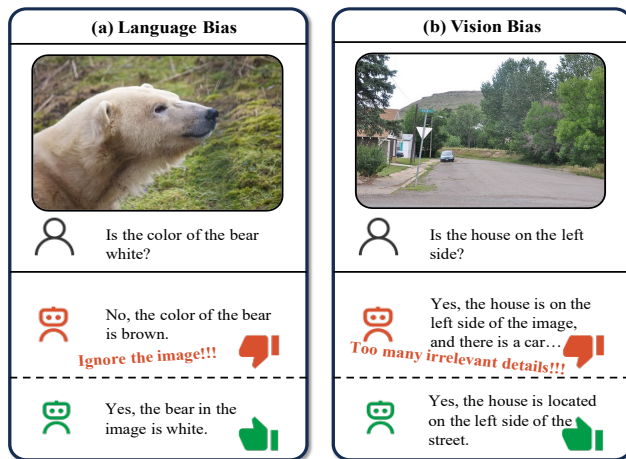 (a) Language Bias
Is the color of the bear
white?
No, the color of the bear
is brown.
Ignore the image!!!
Yes, the bear in the
image is white.
(b) Vision Bias
Is the house on the left
side?
Yes, the house is on the
left side of the image,
and there is a car…
Too many irrelevant details!!!
Yes, the house is located
on the left side of the
street.